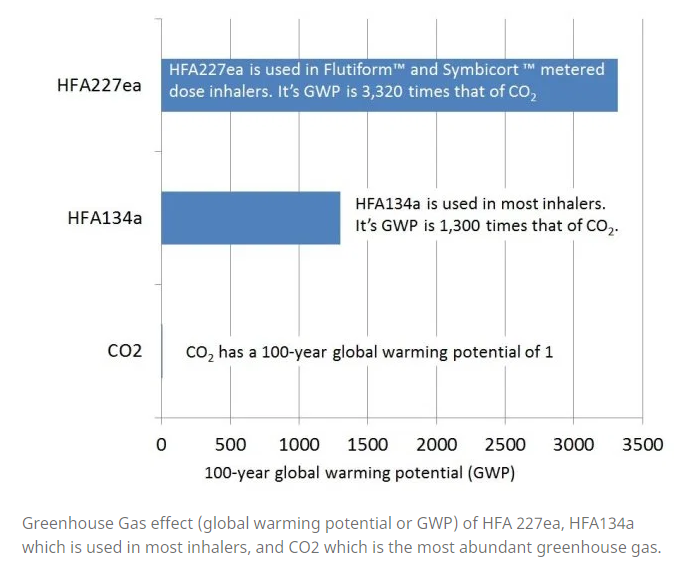 HFA227ea
HFA227ea is used in Flutiform™ and Symbicort ™ metered
dose inhalers. It’s GWP is 3,320 times that of CO₂
HFA134a
HFA134a is used in most inhalers.
It’s GWP is 1,300 times that of CO₂.
CO2
CO₂ has a 100-year global warming potential of 1
0 500 1000 1500 2000 2500 3000 3500
100-year global warming potential (GWP)
Greenhouse Gas effect (global warming potential or GWP) of HFA 227ea, HFA134a
which is used in most inhalers, and CO2 which is the most abundant greenhouse gas.